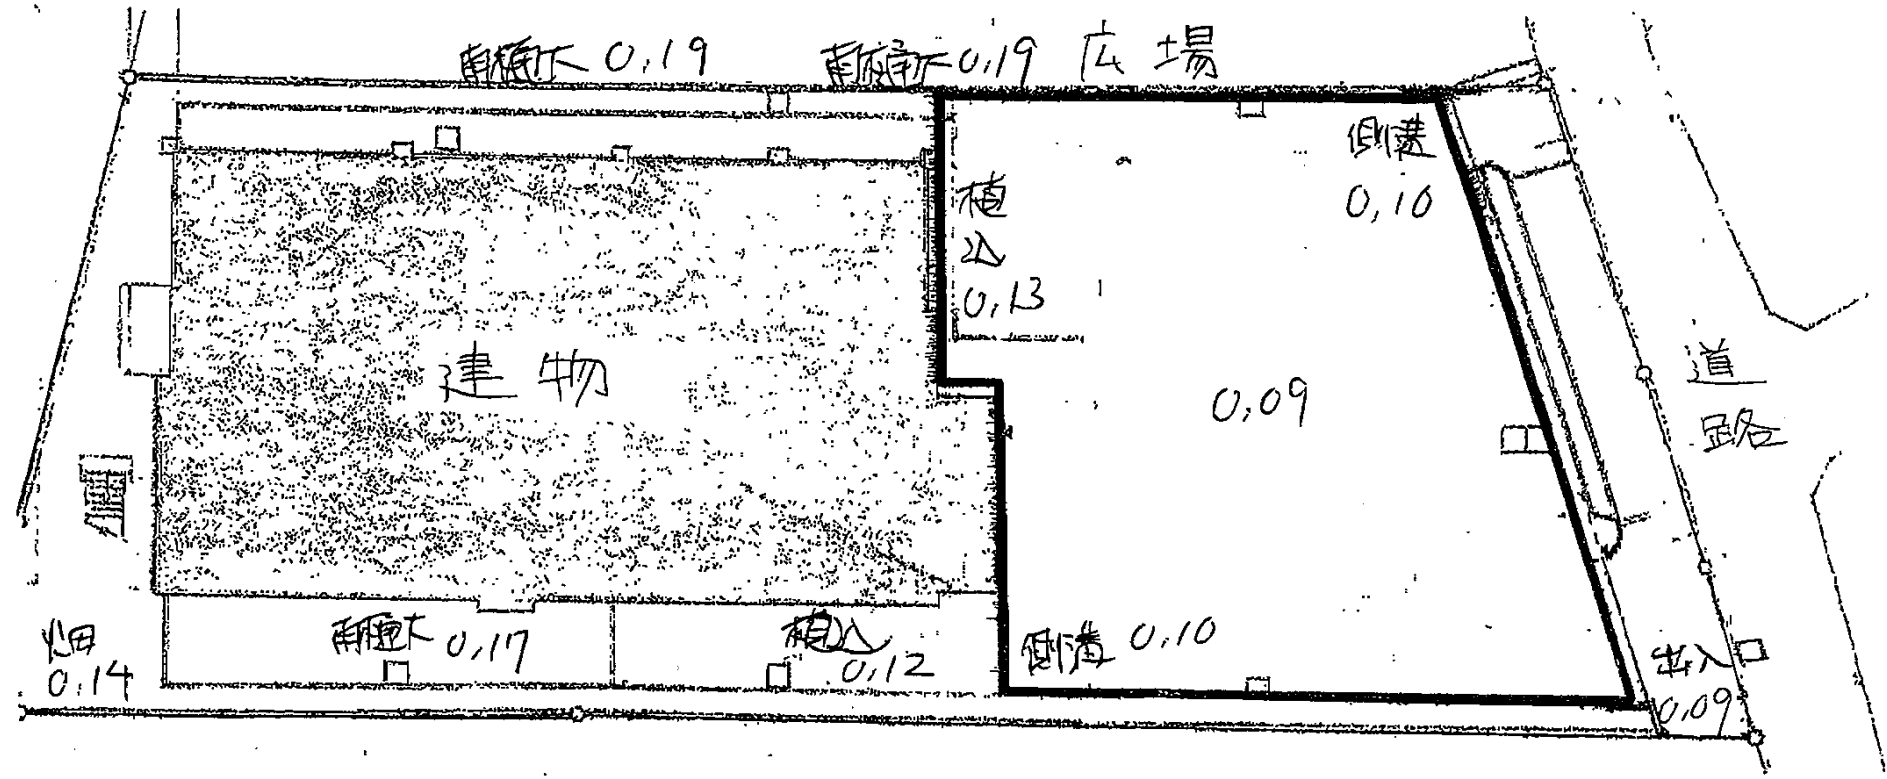 雨樋下 0,19
雨樋下 0,19
広場
側溝
0,10
植
込
0,13
建物
0,09
道
路
畑
0,14
雨樋下 0,17
植込
0,12
側溝 0,10
出入
0,09